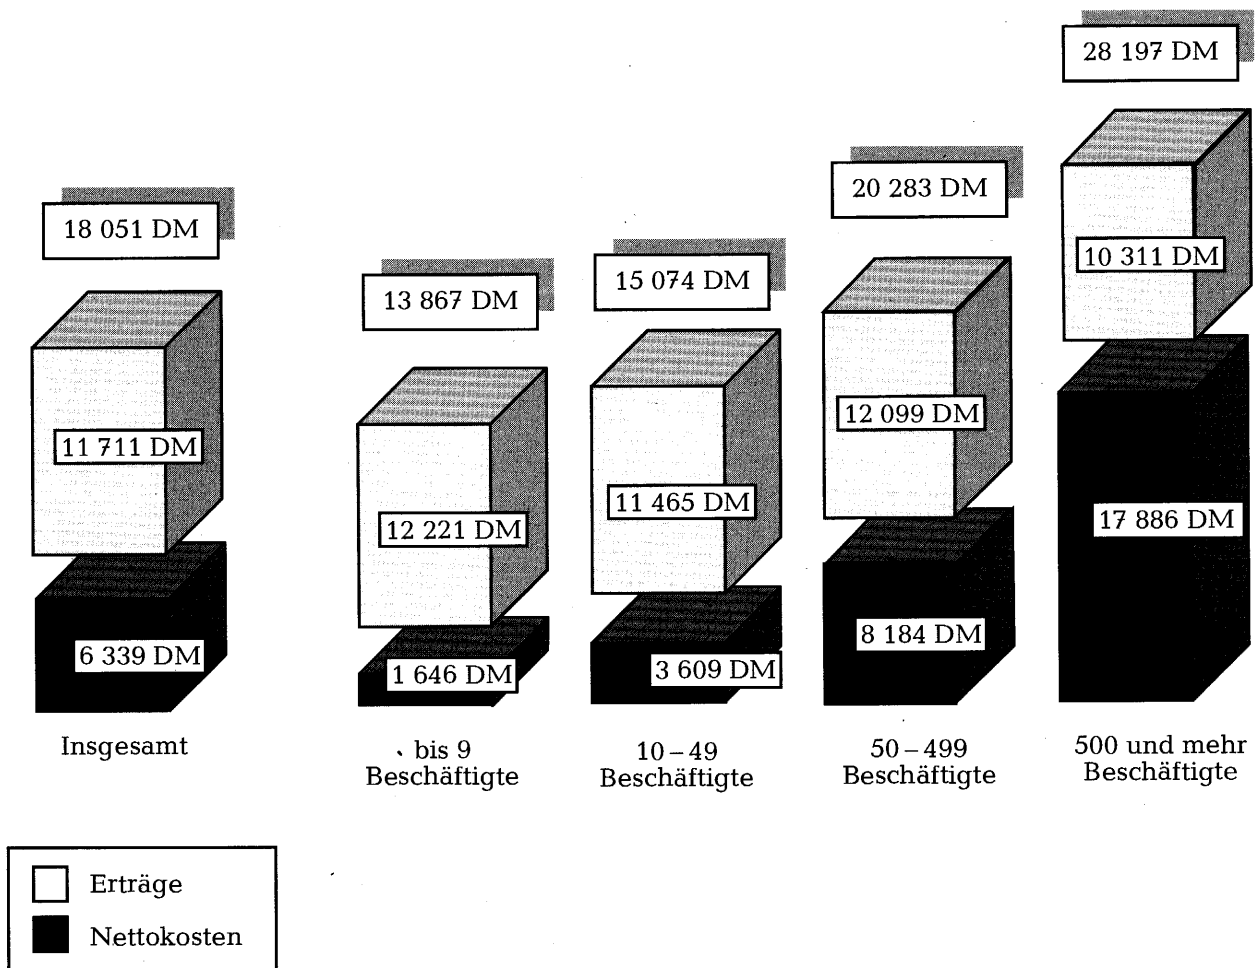 28 197 DM
20 283 DM
18 051 DM
15 074 DM
13 867 DM
10 311 DM
12 099 DM
11 711 DM
11 465 DM
12 221 DM
17 886 DM
8 184 DM
6 339 DM
3 609 DM
1 646 DM
Insgesamt
bis 9
Beschäftigte
10 – 49
Beschäftigte
50 – 499
Beschäftigte
500 und mehr
Beschäftigte
Erträge
Nettokosten